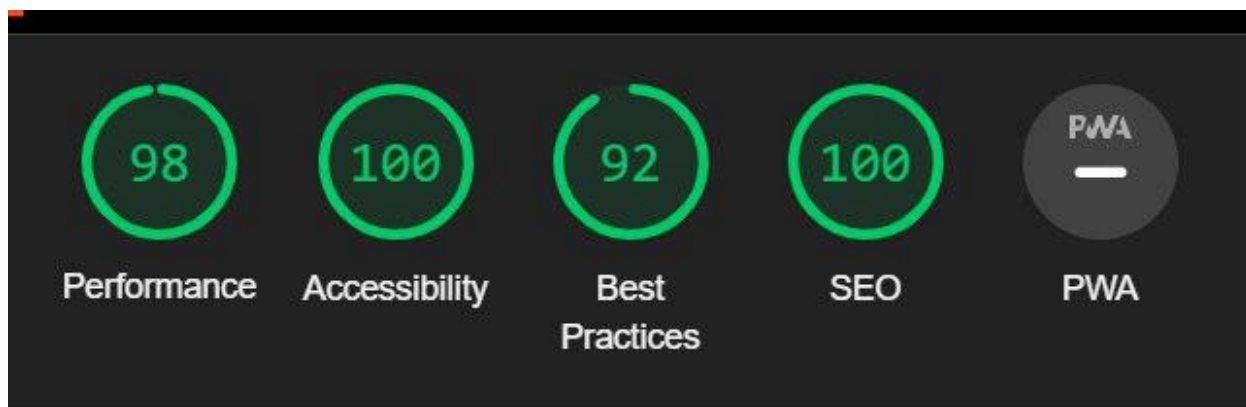 98
100
92
100
PWA
Performance
Accessibility
Best
Practices
SEO
PWA